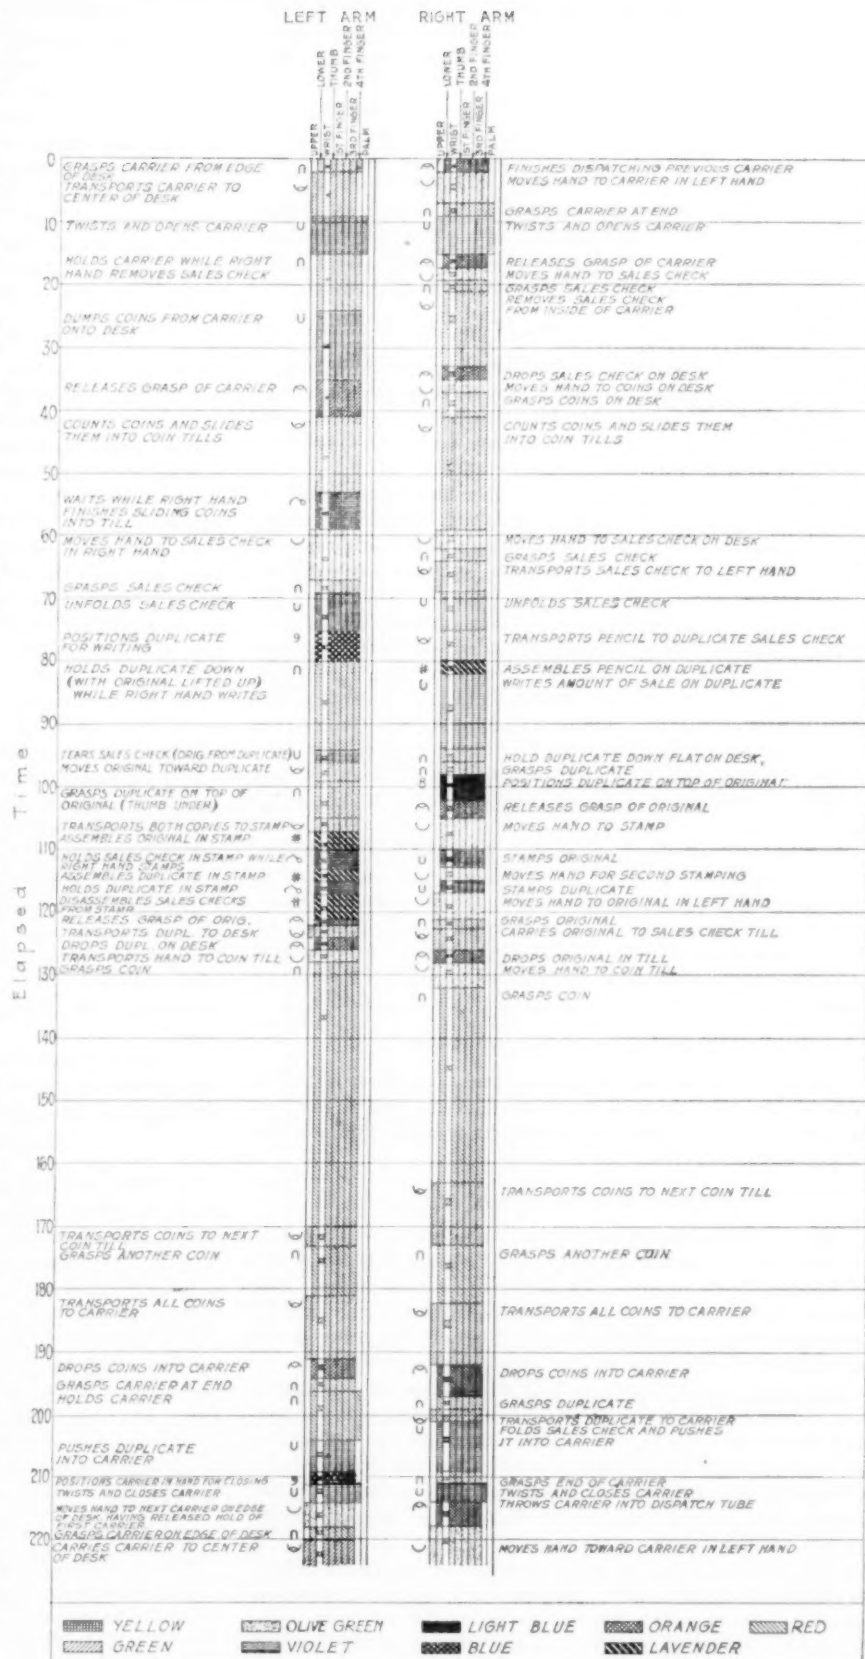 LEFT ARM
RIGHT ARM
UPPER
LOWER
WRIST
THUMB
1ST FINGER
2ND FINGER
3RD FINGER
4TH FINGER
PALM
UPPER
LOWER
WRIST
THUMB
1ST FINGER
2ND FINGER
3RD FINGER
4TH FINGER
PALM
Elapsed Time
0
10
20
30
40
50
60
70
80
90
100
110
120
130
140
150
160
170
180
190
200
210
220
GRASPS CARRIER FROM EDGE
OF DESK
TRANSPORTS CARRIER TO
CENTER OF DESK
TWISTS AND OPENS CARRIER
HOLDS CARRIER WHILE RIGHT
HAND REMOVES SALES CHECK
DUMPS COINS FROM CARRIER
ONTO DESK
RELEASES GRASP OF CARRIER
COUNTS COINS AND SLIDES
THEM INTO COIN TILLS
WAITS WHILE RIGHT HAND
FINISHES SLIDING COINS
INTO TILL
MOVES HAND TO SALES CHECK
IN RIGHT HAND
GRASPS SALES CHECK
UNFOLDS SALES CHECK
POSITIONS DUPLICATE
FOR WRITING
HOLDS DUPLICATE DOWN
(WITH ORIGINAL LIFTED UP)
WHILE RIGHT HAND WRITES
TEARS SALES CHECK (ORIG. FROM DUPLICATE)
MOVES ORIGINAL TOWARD DUPLICATE
GRASPS DUPLICATE ON TOP OF
ORIGINAL (THUMB UNDER)
TRANSPORTS BOTH COPIES TO STAMP
ASSEMBLES ORIGINAL IN STAMP
HOLDS SALES CHECK IN STAMP WHILE
RIGHT HAND STAMPS
ASSEMBLES DUPLICATE IN STAMP
HOLDS DUPLICATE IN STAMP
DISASSEMBLES SALES CHECKS
FROM STAMP
RELEASES GRASP OF ORIG.
TRANSPORTS DUPL. TO DESK
DROPS DUPL. ON DESK
TRANSPORTS HAND TO COIN TILL
GRASPS COIN
TRANSPORTS COINS TO NEXT
COIN TILL
GRASPS ANOTHER COIN
TRANSPORTS ALL COINS
TO CARRIER
DROPS COINS INTO CARRIER
GRASPS CARRIER AT END
HOLDS CARRIER
PUSHES DUPLICATE
INTO CARRIER
POSITIONS CARRIER IN HAND FOR CLOSING
TWISTS AND CLOSES CARRIER
MOVES HAND TO NEXT CARRIER ON EDGE
OF DESK, HAVING RELEASED HOLD OF
FIRST CARRIER
GRASPS CARRIER ON EDGE OF DESK
CARRIES CARRIER TO CENTER
OF DESK
FINISHES DISPATCHING PREVIOUS CARRIER
MOVES HAND TO CARRIER IN LEFT HAND
GRASPS CARRIER AT END
TWISTS AND OPENS CARRIER
RELEASES GRASP OF CARRIER
MOVES HAND TO SALES CHECK
GRASPS SALES CHECK
REMOVES SALES CHECK
FROM INSIDE OF CARRIER
DROPS SALES CHECK ON DESK
MOVES HAND TO COINS ON DESK
GRASPS COINS ON DESK
COUNTS COINS AND SLIDES THEM
INTO COIN TILLS
MOVES HAND TO SALES CHECK ON DESK
GRASPS SALES CHECK
TRANSPORTS SALES CHECK TO LEFT HAND
UNFOLDS SALES CHECK
TRANSPORTS PENCIL TO DUPLICATE SALES CHECK
ASSEMBLES PENCIL ON DUPLICATE
WRITES AMOUNT OF SALE ON DUPLICATE
HOLD DUPLICATE DOWN FLAT ON DESK,
GRASPS DUPLICATE
POSITIONS DUPLICATE ON TOP OF ORIGINAL
RELEASES GRASP OF ORIGINAL
MOVES HAND TO STAMP
STAMPS ORIGINAL
MOVES HAND FOR SECOND STAMPING
STAMPS DUPLICATE
MOVES HAND TO ORIGINAL IN LEFT HAND
GRASPS ORIGINAL
CARRIES ORIGINAL TO SALES CHECK TILL
DROPS ORIGINAL IN TILL
MOVES HAND TO COIN TILL
GRASPS COIN
TRANSPORTS COINS TO NEXT COIN TILL
GRASPS ANOTHER COIN
TRANSPORTS ALL COINS TO CARRIER
DROPS COINS INTO CARRIER
GRASPS DUPLICATE
TRANSPORTS DUPLICATE TO CARRIER
FOLDS SALES CHECK AND PUSHES
IT INTO CARRIER
GRASPS END OF CARRIER
TWISTS AND CLOSES CARRIER
THROWS CARRIER INTO DISPATCH TUBE
MOVES HAND TOWARD CARRIER IN LEFT HAND
YELLOW
OLIVE GREEN
LIGHT BLUE
ORANGE
RED
GREEN
VIOLET
BLUE
LAVENDER